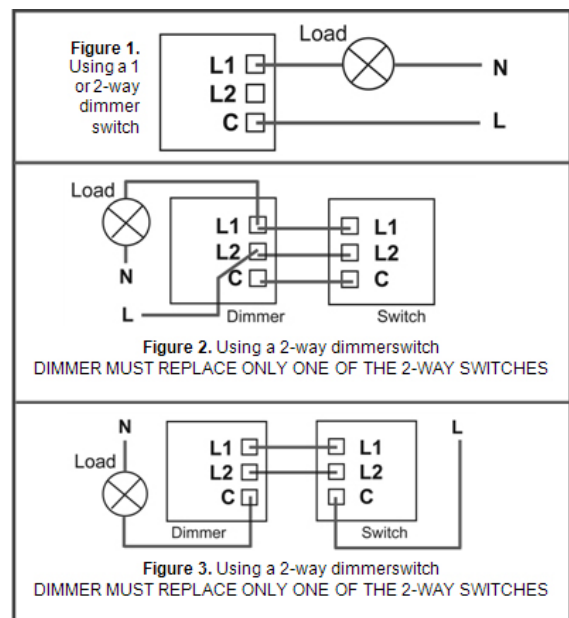 Figure 1.
Using a 1
or 2-way
dimmer
switch
Load
L1
N
L2
C
L
Load
L1
L1
L2
L2
N
C
C
L
Dimmer
Switch
Figure 2. Using a 2-way dimmerswitch
DIMMER MUST REPLACE ONLY ONE OF THE 2-WAY SWITCHES
N
L
L1
L1
Load
L2
L2
C
C
Dimmer
Switch
Figure 3. Using a 2-way dimmerswitch
DIMMER MUST REPLACE ONLY ONE OF THE 2-WAY SWITCHES